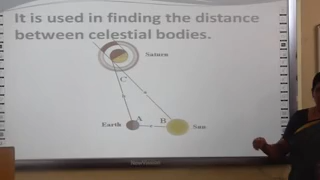 It is used in finding the distance
between celestial bodies.
Saturn
C
Earth
A
B
Sun